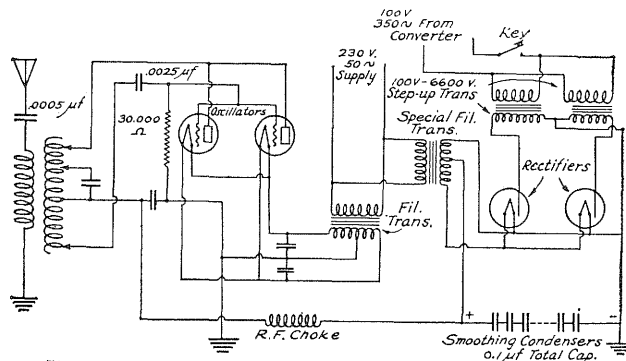 100V
350~ From
Converter
Key
230 V.
50~
Supply
100V-6600 V.
Step-up Trans.
Special Fil.
Trans.
.0025 µf
.0005 µf
30.000
Ω
Oscillators
Rectifiers
Fil.
Trans.
R.F. Choke
+
-
Smoothing Condensers
0.1 µf Total Cap.